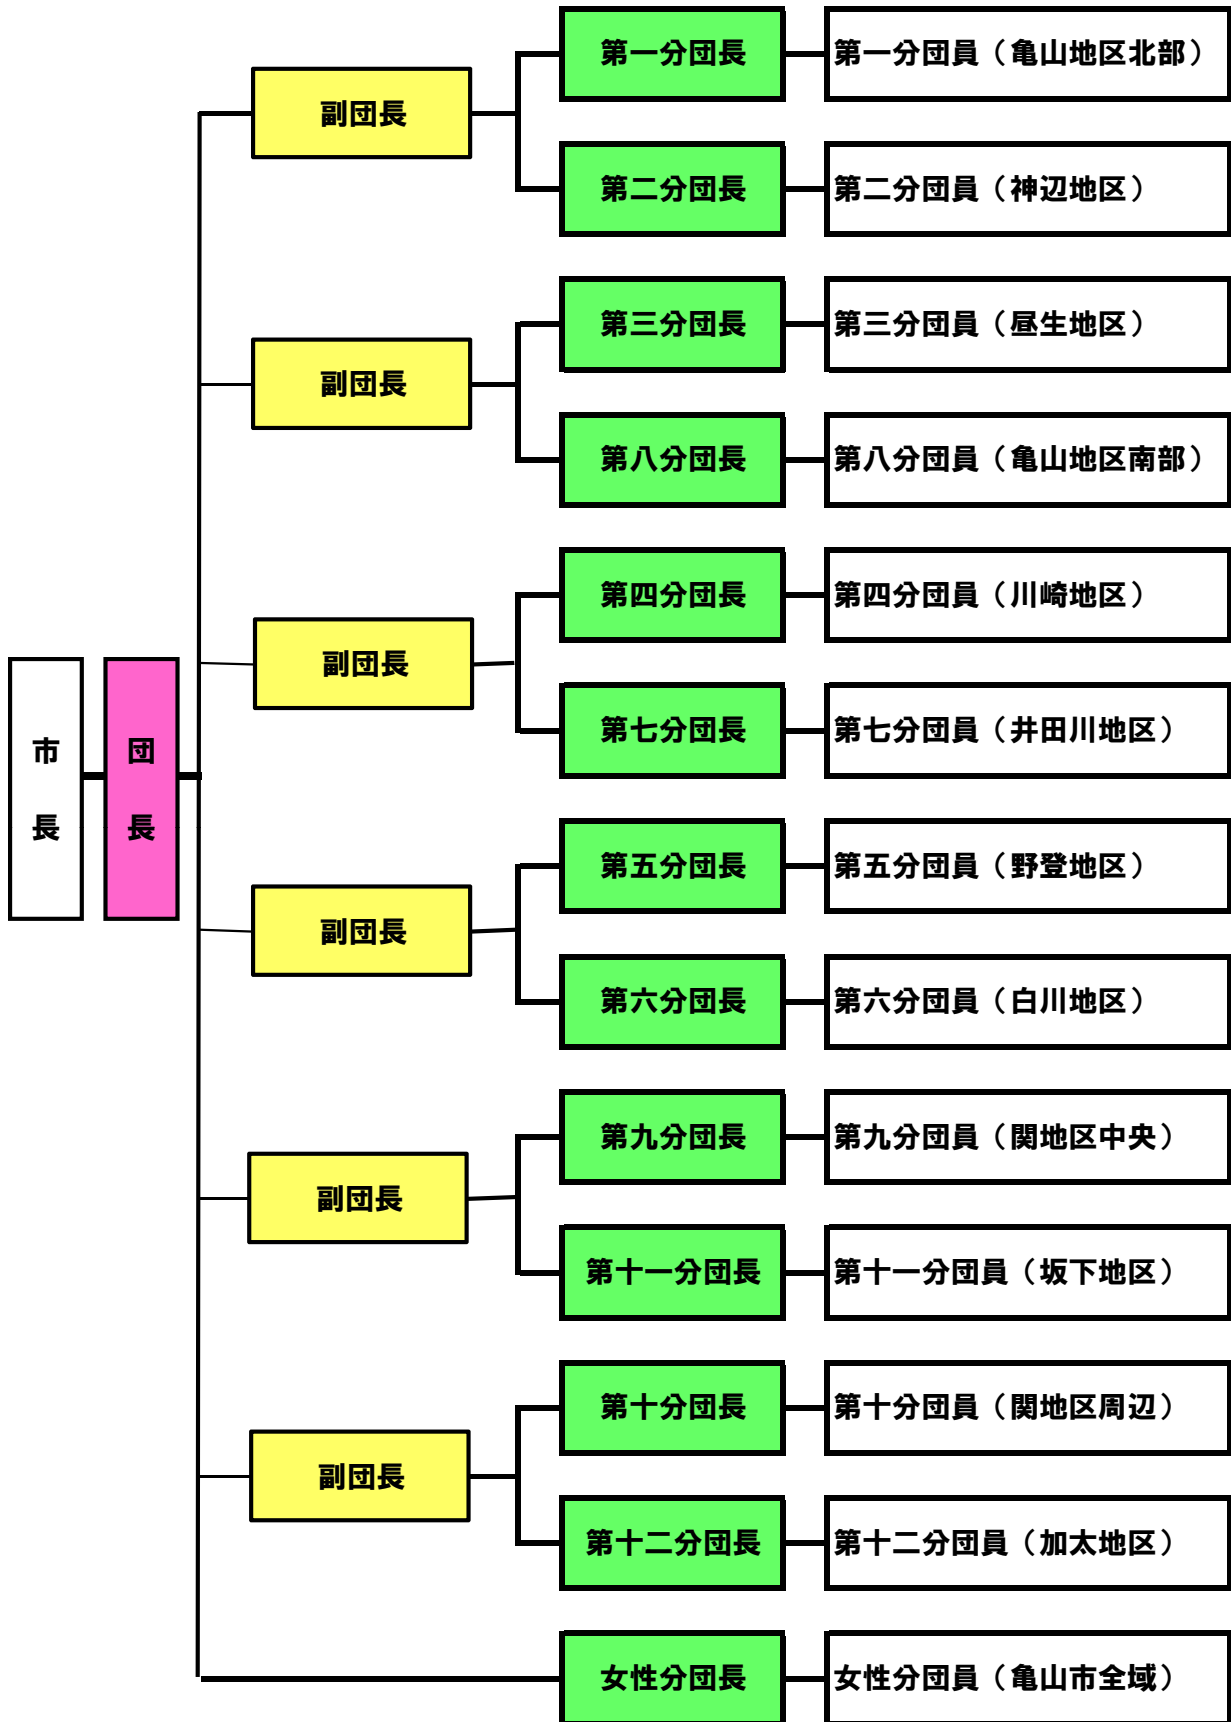 市長
団長
副団長
第一分団長
第一分団員（亀山地区北部）
第二分団長
第二分団員（神辺地区）
副団長
第三分団長
第三分団員（昼生地区）
第八分団長
第八分団員（亀山地区南部）
副団長
第四分団長
第四分団員（川崎地区）
第七分団長
第七分団員（井田川地区）
副団長
第五分団長
第五分団員（野登地区）
第六分団長
第六分団員（白川地区）
副団長
第九分団長
第九分団員（関地区中央）
第十一分団長
第十一分団員（坂下地区）
副団長
第十分団長
第十分団員（関地区周辺）
第十二分団長
第十二分団員（加太地区）
女性分団長
女性分団員（亀山市全域）